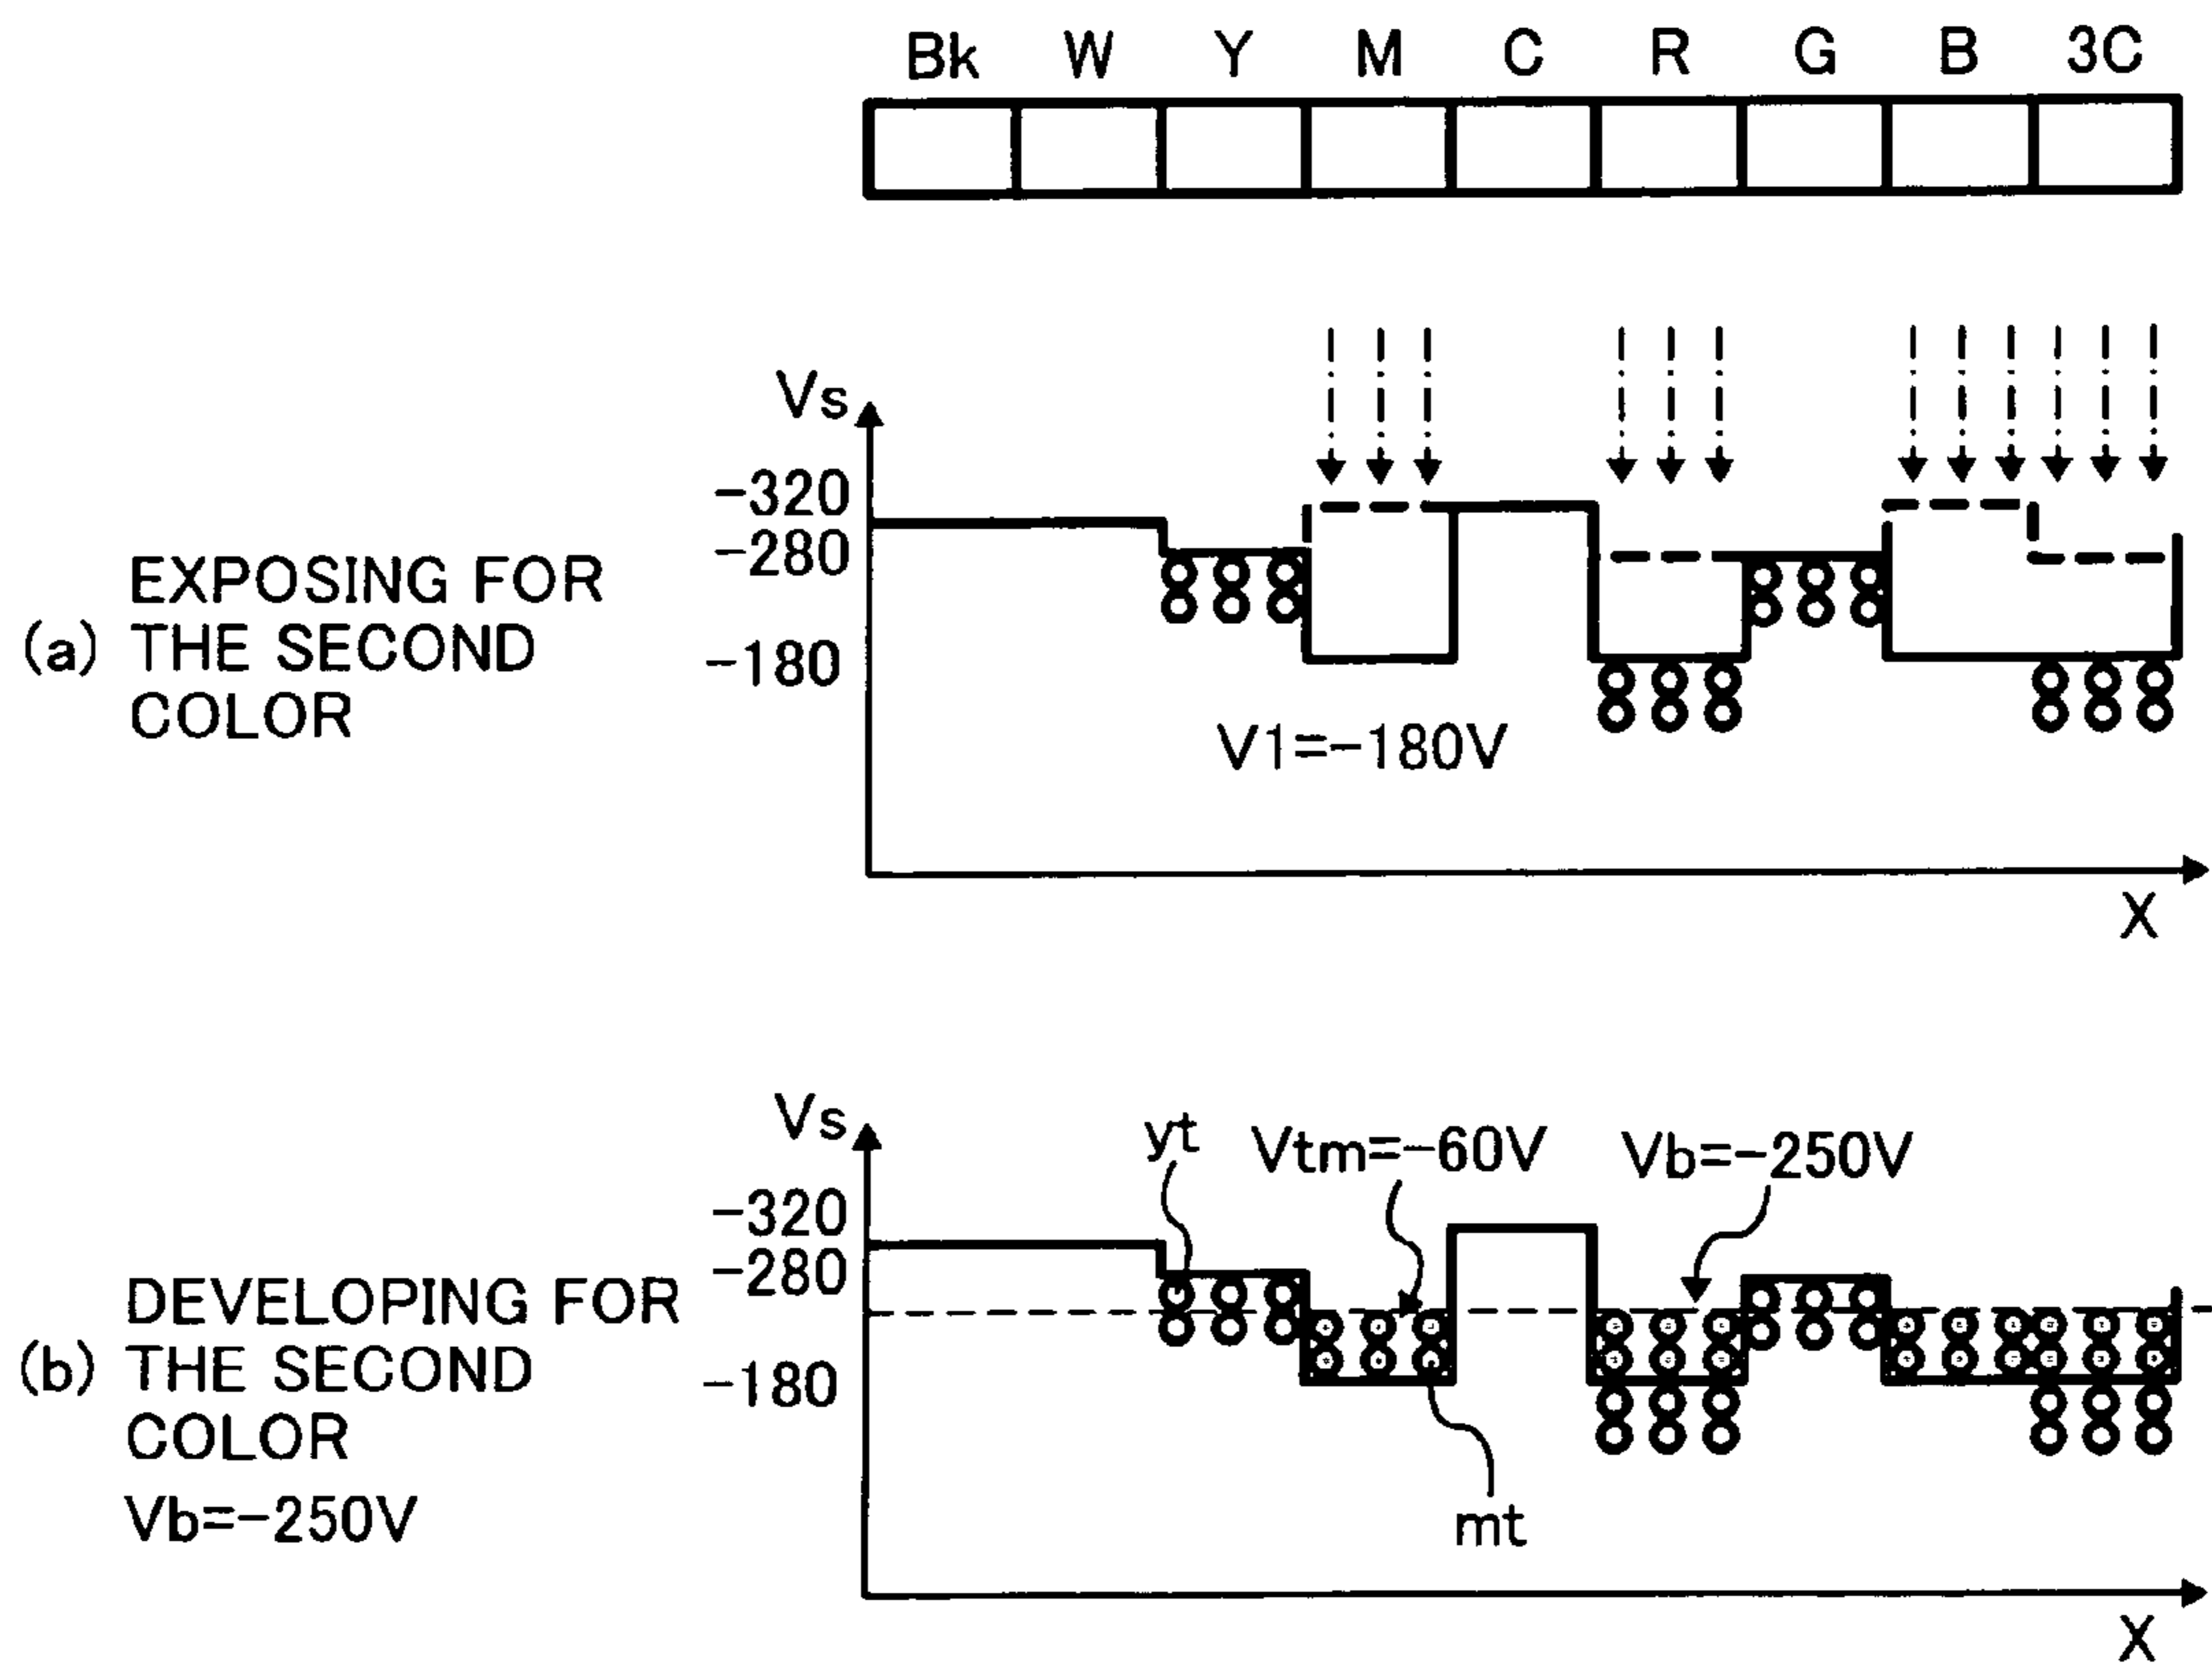 Bk W Y M C R G B 3C
Vs
-320
-280
-180
(a) EXPOSING FOR
THE SECOND
COLOR
V1=-180V
X
Vs
yt
Vtm=-60V
Vb=-250V
-320
-280
-180
(b) DEVELOPING FOR
THE SECOND
COLOR
Vb=-250V
mt
X